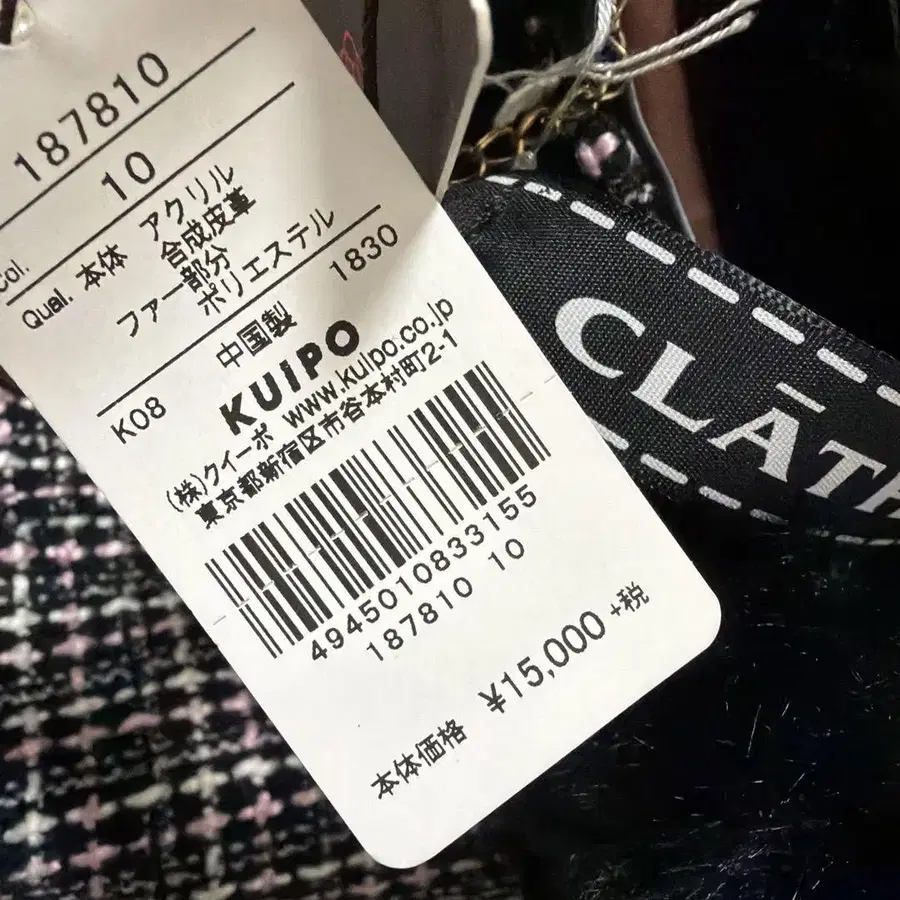 187810
Col. 10
Qual. 本体 アクリル
合成皮革
ファー部分
ポリエステル
1830
中国製
K08 KUIPO
(株)クイーポ www.kuipo.co.jp
東京都新宿区市谷本村町2-1
4945010833155
187810 10
本体価格 ¥15,000+税
CLATH